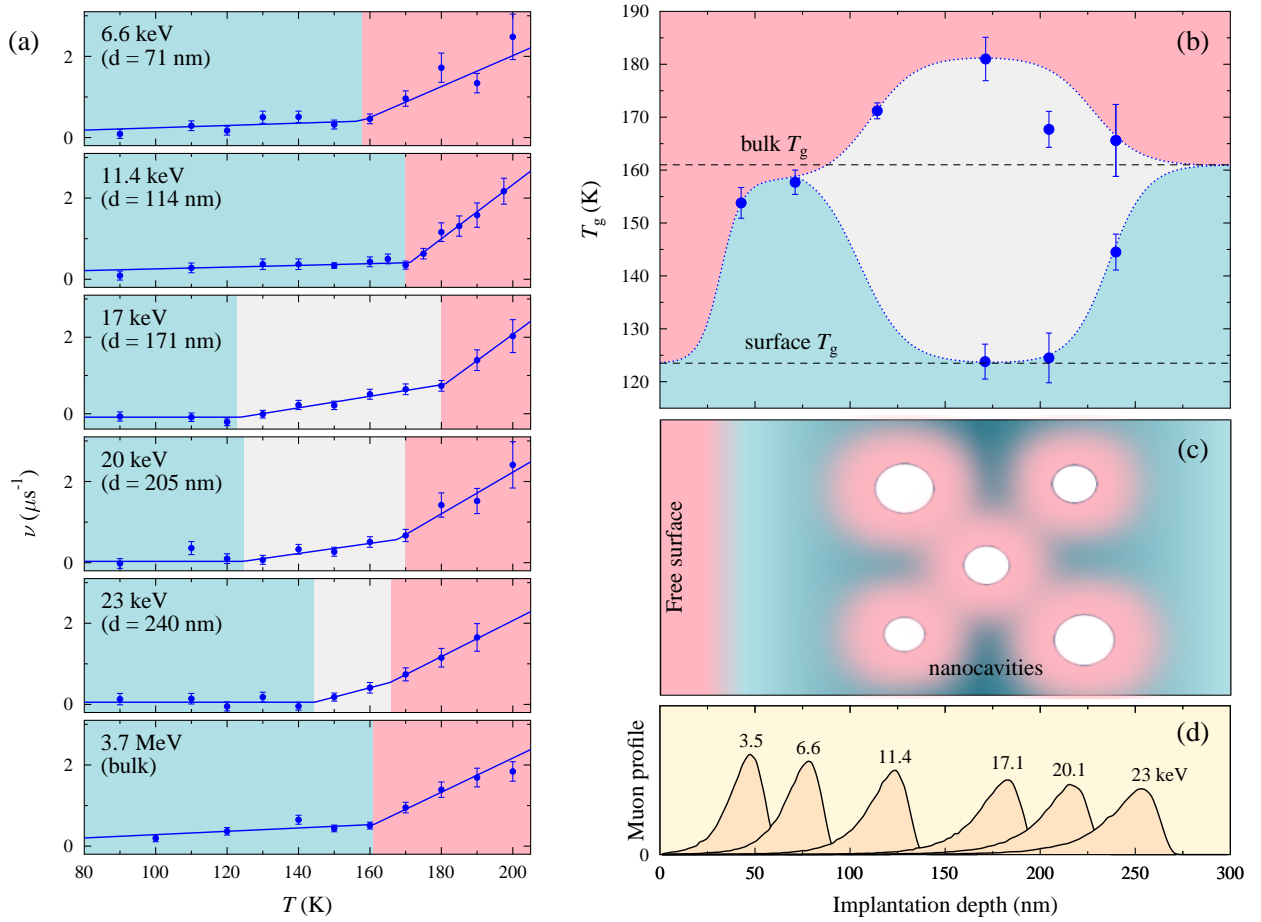 (a)
6.6 keV
(d = 71 nm)
2
0
11.4 keV
(d = 114 nm)
2
0
17 keV
(d = 171 nm)
2
0
20 keV
(d = 205 nm)
2
0
23 keV
(d = 240 nm)
2
0
3.7 MeV
(bulk)
2
0
ν (μs⁻¹)
80 100 120 140 160 180 200
T (K)
(b)
190
180
170
160
150
140
130
120
T_g (K)
bulk T_g
surface T_g
(c)
Free surface
nanocavities
(d)
Muon profile
3.5 6.6 11.4 17.1 20.1 23 keV
0
0 50 100 150 200 250 300
Implantation depth (nm)